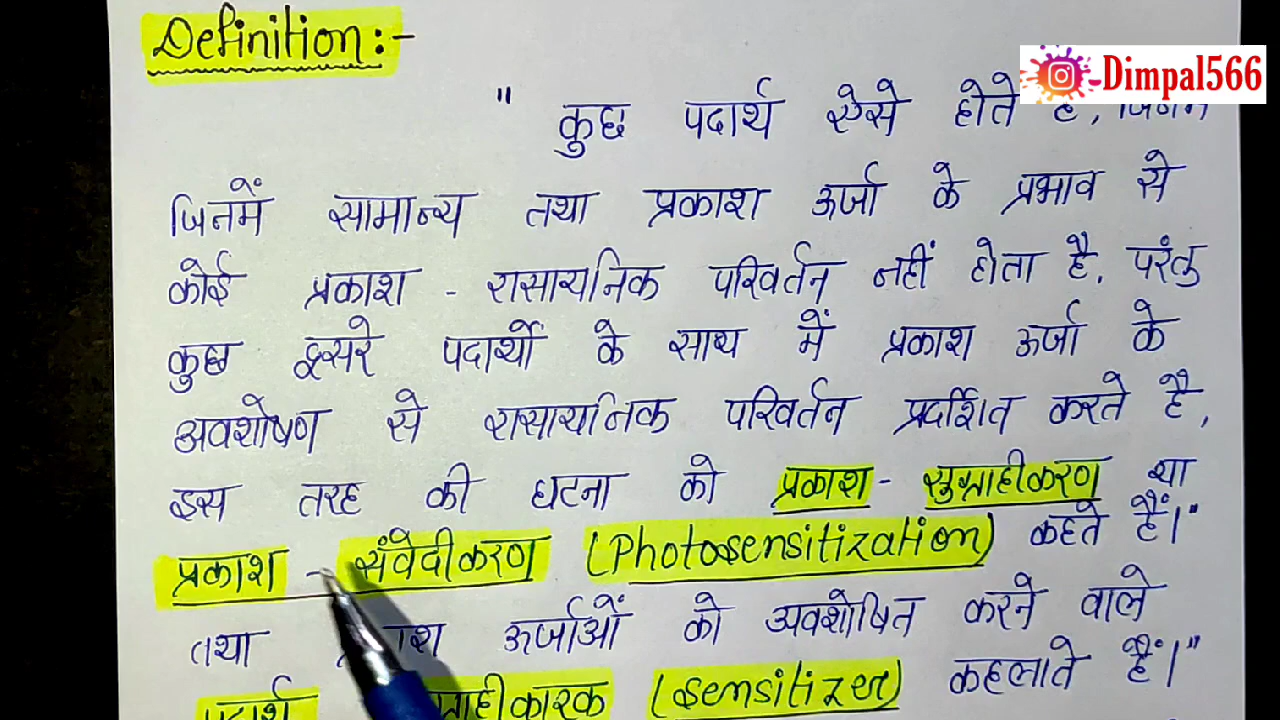 Definition:-
-Dimpal566
" कुछ पदार्थ ऐसे होते है,
जिनमें सामान्य तथा प्रकाश ऊर्जा के प्रभाव से
कोई प्रकाश - रासायनिक परिवर्तन नहीं होता है, परंतु
कुछ दूसरे पदार्थों के साथ में प्रकाश ऊर्जा के
अवशोषण से रासायनिक परिवर्तन प्रदर्शित करते है,
इस तरह की घटना को प्रकाश - सुग्राहीकरण या
प्रकाश - संवेदीकरण (Photosensitization) कहते हैं।"
तथा ऊर्जाओं को अवशोषित करने वाले
पदार्थ (sensitizer) कहलाते हैं।"